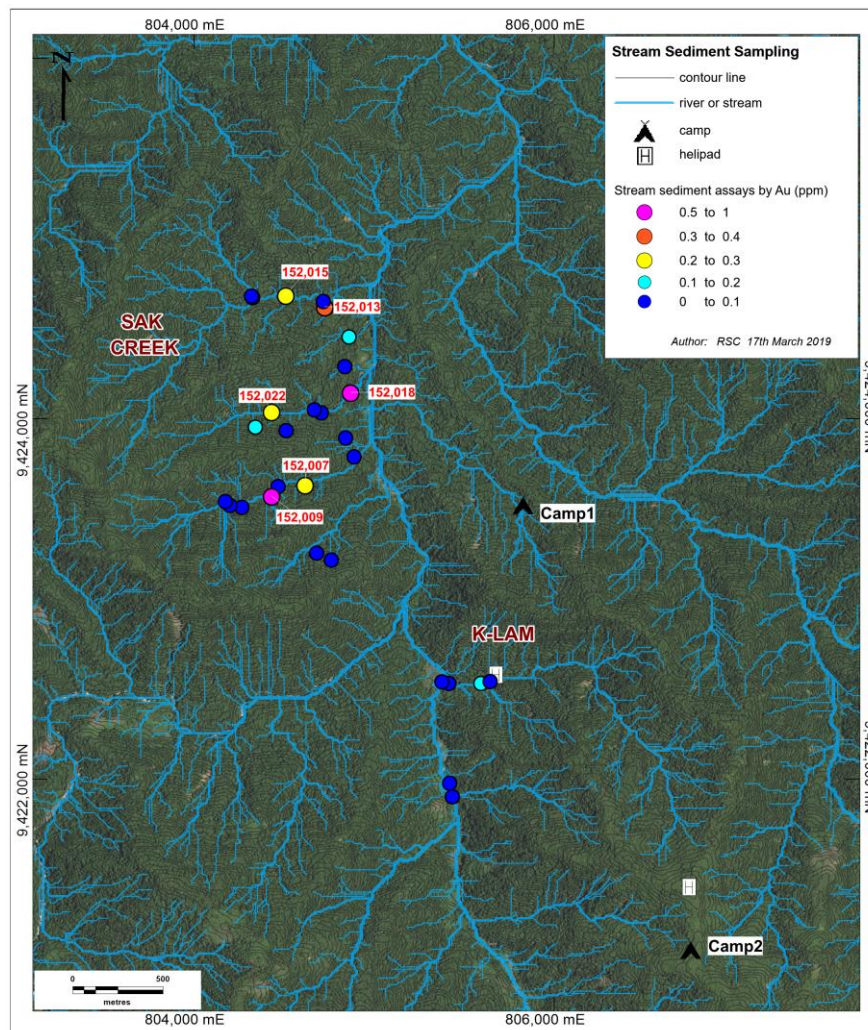 804,000 mE
806,000 mE
Z
Stream Sediment Sampling
contour line
river or stream
camp
H
helipad
Stream sediment assays by Au (ppm)
0.5 to 1
0.3 to 0.4
0.2 to 0.3
0.1 to 0.2
0 to 0.1
Author: RSC 17th March 2019
152,015
152,013
SAK
CREEK
152,018
152,022
9,424,000 mN
152,007
152,009
Camp1
K-LAM
H
9,422,000 mN
H
Camp2
0
500
metres
804,000 mE
806,000 mE